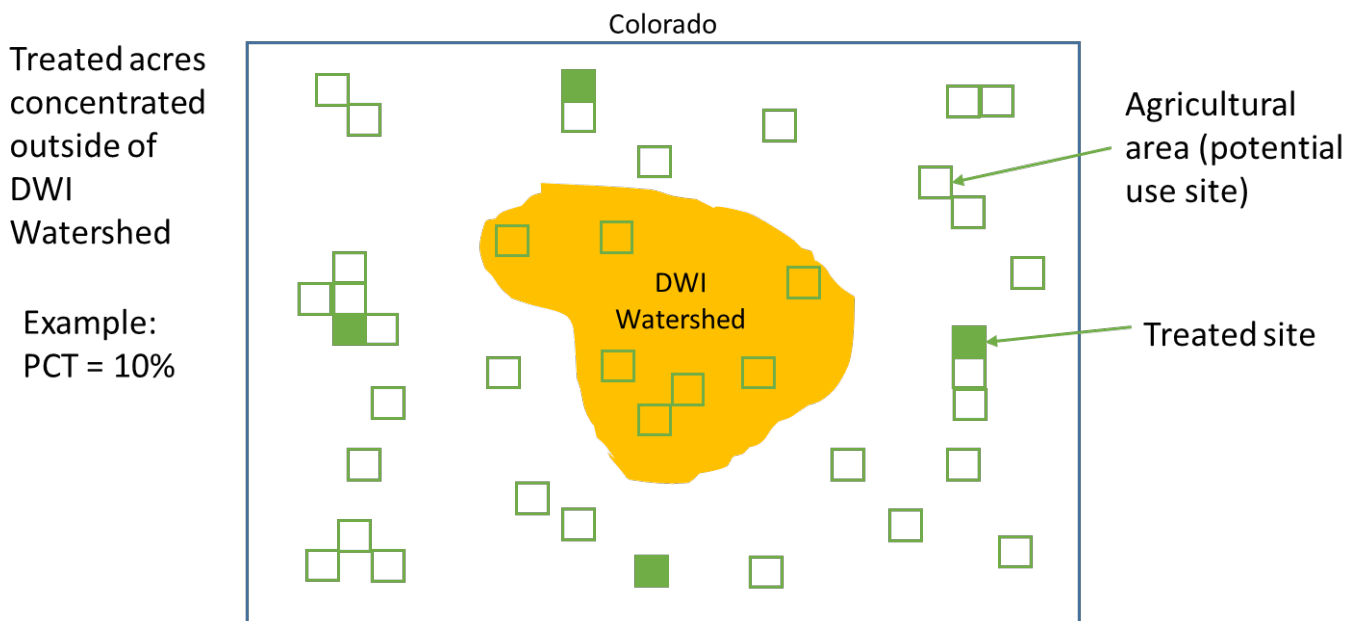 Colorado
Treated acres
concentrated
outside of
DWI
Watershed
Example:
PCT = 10%
DWI
Watershed
Agricultural
area (potential
use site)
Treated site